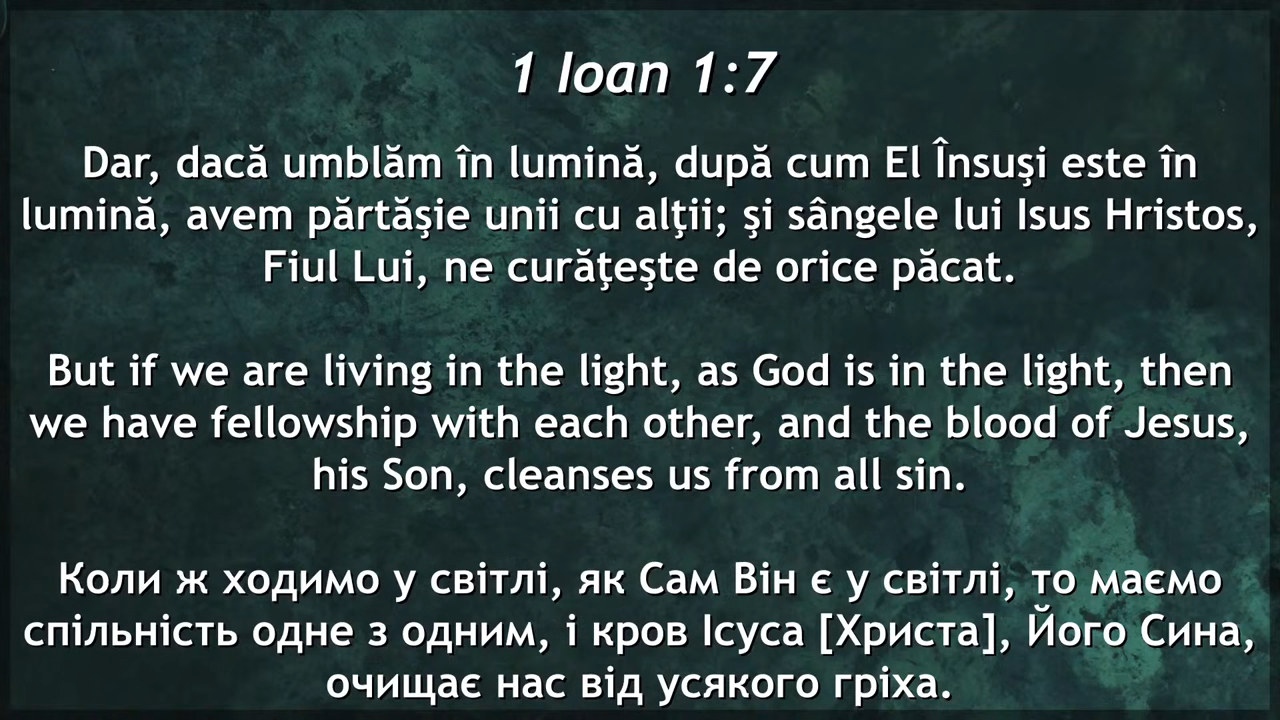 1 Ioan 1:7
Dar, dacă umblăm în lumină, după cum El Însuşi este în
lumină, avem părtăşie unii cu alţii; şi sângele lui Isus Hristos,
Fiul Lui, ne curăţeşte de orice păcat.
But if we are living in the light, as God is in the light, then
we have fellowship with each other, and the blood of Jesus,
his Son, cleanses us from all sin.
Коли ж ходимо у світлі, як Сам Він є у світлі, то маємо
спільність одне з одним, і кров Ісуса [Христа], Його Сина,
очищає нас від усякого гріха.